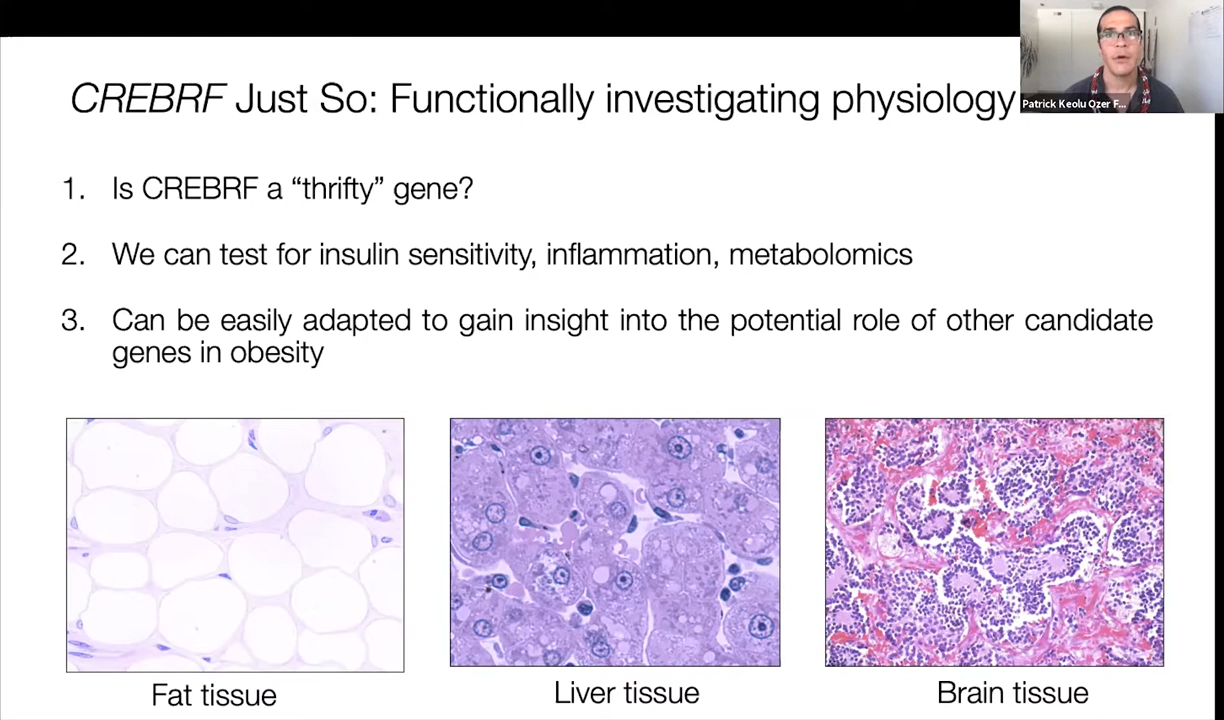 CREBRF Just So: Functionally investigating physiology
Patrick Keolu Ozer F...
1. Is CREBRF a “thrifty” gene?
2. We can test for insulin sensitivity, inflammation, metabolomics
3. Can be easily adapted to gain insight into the potential role of other candidate
genes in obesity
Fat tissue
Liver tissue
Brain tissue